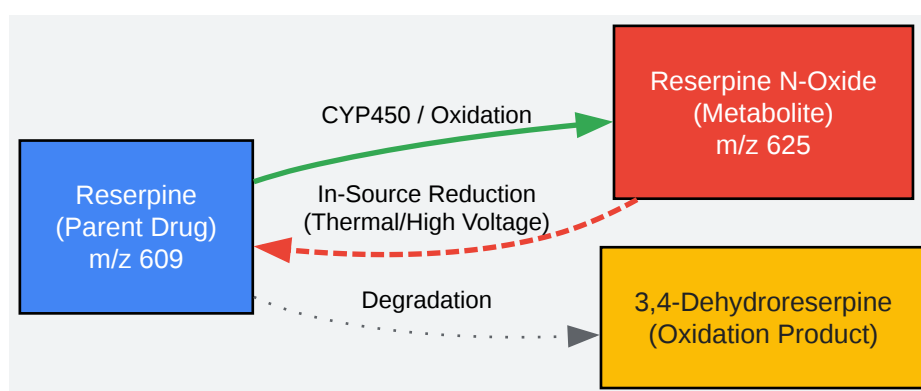 Reserpine N-Oxide
(Metabolite)
m/z 625
CYP450 / Oxidation
Reserpine
(Parent Drug)
m/z 609
In-Source Reduction
(Thermal/High Voltage)
Degradation
3,4-Dehydroreserpine
(Oxidation Product)